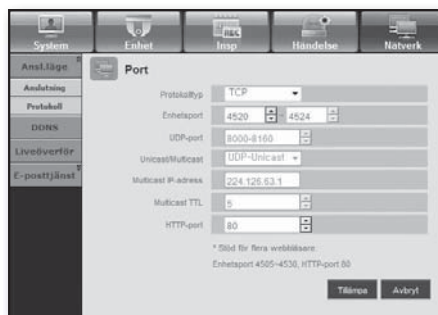 System Enhet Insp Händelse Nätverk
Ansl.läge
Anslutning
Protokoll
DDNS
Liveöverför
E-posttjänst
Port
Protokolltyp TCP
Enhetsport 4520 ~ 4524
UDP-port 8000-8160
Unicast/Multicast UDP-Unicast
Multicast IP-adress 224.126.63.1
Multicast TTL 5
HTTP-port 80
* Stöd för flera webbläsare:
Enhetsport 4505~4530, HTTP-port 80
Tillämpa Avbryt